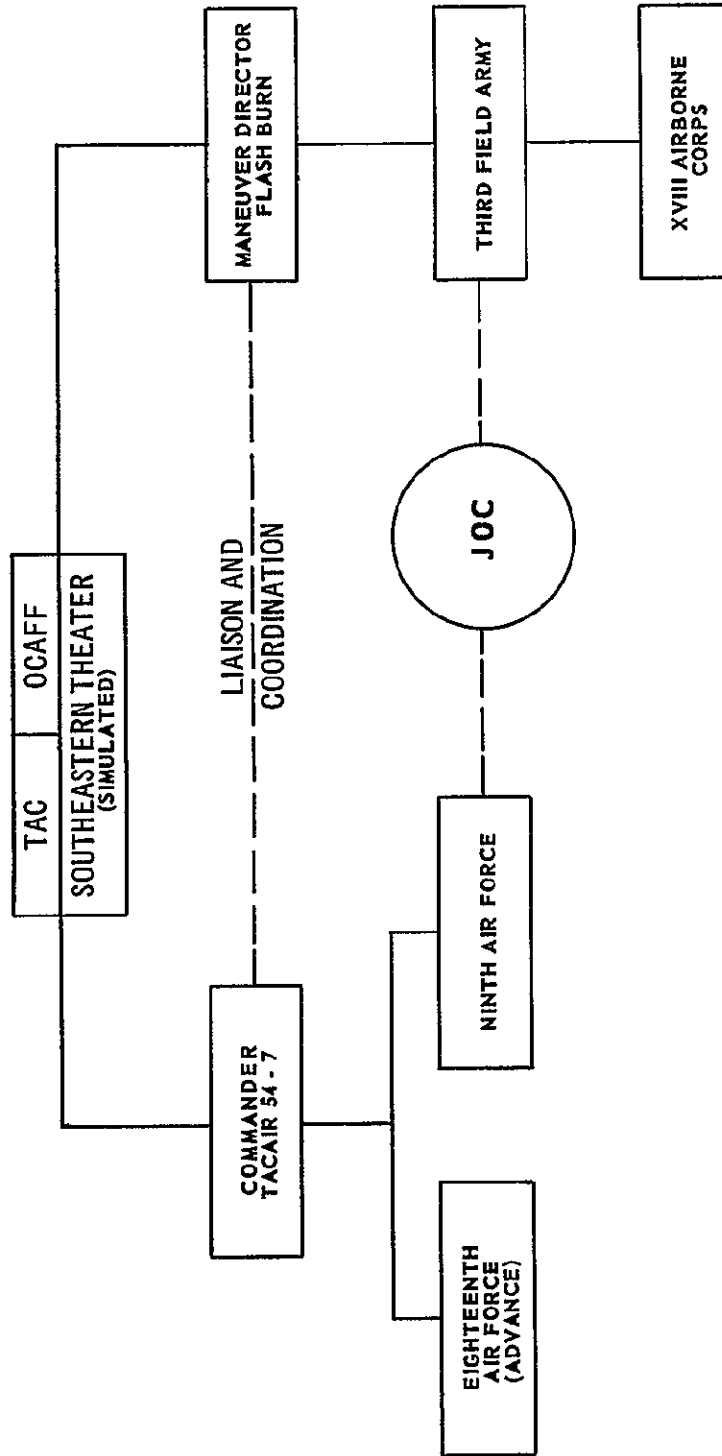 TAC
OCAFF
SOUTHEASTERN THEATER
(SIMULATED)
COMMANDER
TACAIR 54 - 7
LIAISON AND
COORDINATION
MANEUVER DIRECTOR
FLASH BURN
EIGHTEENTH
AIR FORCE
(ADVANCE)
NINTH AIR FORCE
JOC
THIRD FIELD ARMY
XVIII AIRBORNE
CORPS